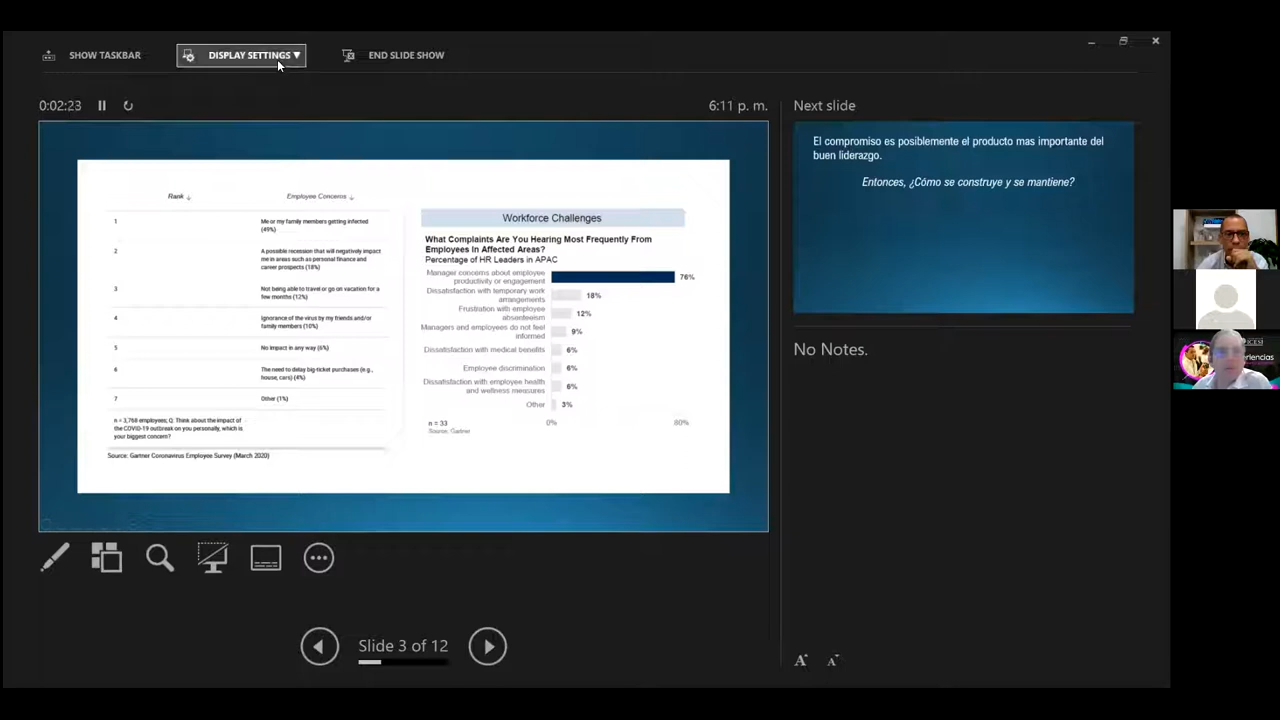 SHOW TASKBAR
DISPLAY SETTINGS ▼
END SLIDE SHOW
0:02:23
6:11 p. m.
Rank ↓
Employee Concerns ↓
1
Me or my family members getting infected
(49%)
2
A possible recession that will negatively impact
me in areas such as personal finance and
career prospects (18%)
3
Not being able to travel or go on vacation for a
few months (12%)
4
Ignorance of the virus by my friends and/or
family members (10%)
5
No impact in any way (6%)
6
The need to delay big-ticket purchases (e.g.,
house, cars) (4%)
7
Other (1%)
n = 3,768 employees; Q: Think about the impact of
the COVID-19 outbreak on you personally, which is
your biggest concern?
Source: Gartner Coronavirus Employee Survey (March 2020)
Workforce Challenges
What Complaints Are You Hearing Most Frequently From
Employees In Affected Areas?
Percentage of HR Leaders in APAC
Manager concerns about employee
productivity or engagement
76%
Dissatisfaction with temporary work
arrangements
18%
Frustration with employee
absenteeism
12%
Managers and employees do not feel
informed
9%
Dissatisfaction with medical benefits
6%
Employee discrimination
6%
Dissatisfaction with employee health
and wellness measures
6%
Other
3%
0%
80%
n = 33
Source: Gartner
Slide 3 of 12
Next slide
El compromiso es posiblemente el producto mas importante del
buen liderazgo.
Entonces, ¿Cómo se construye y se mantiene?
No Notes.
A
A